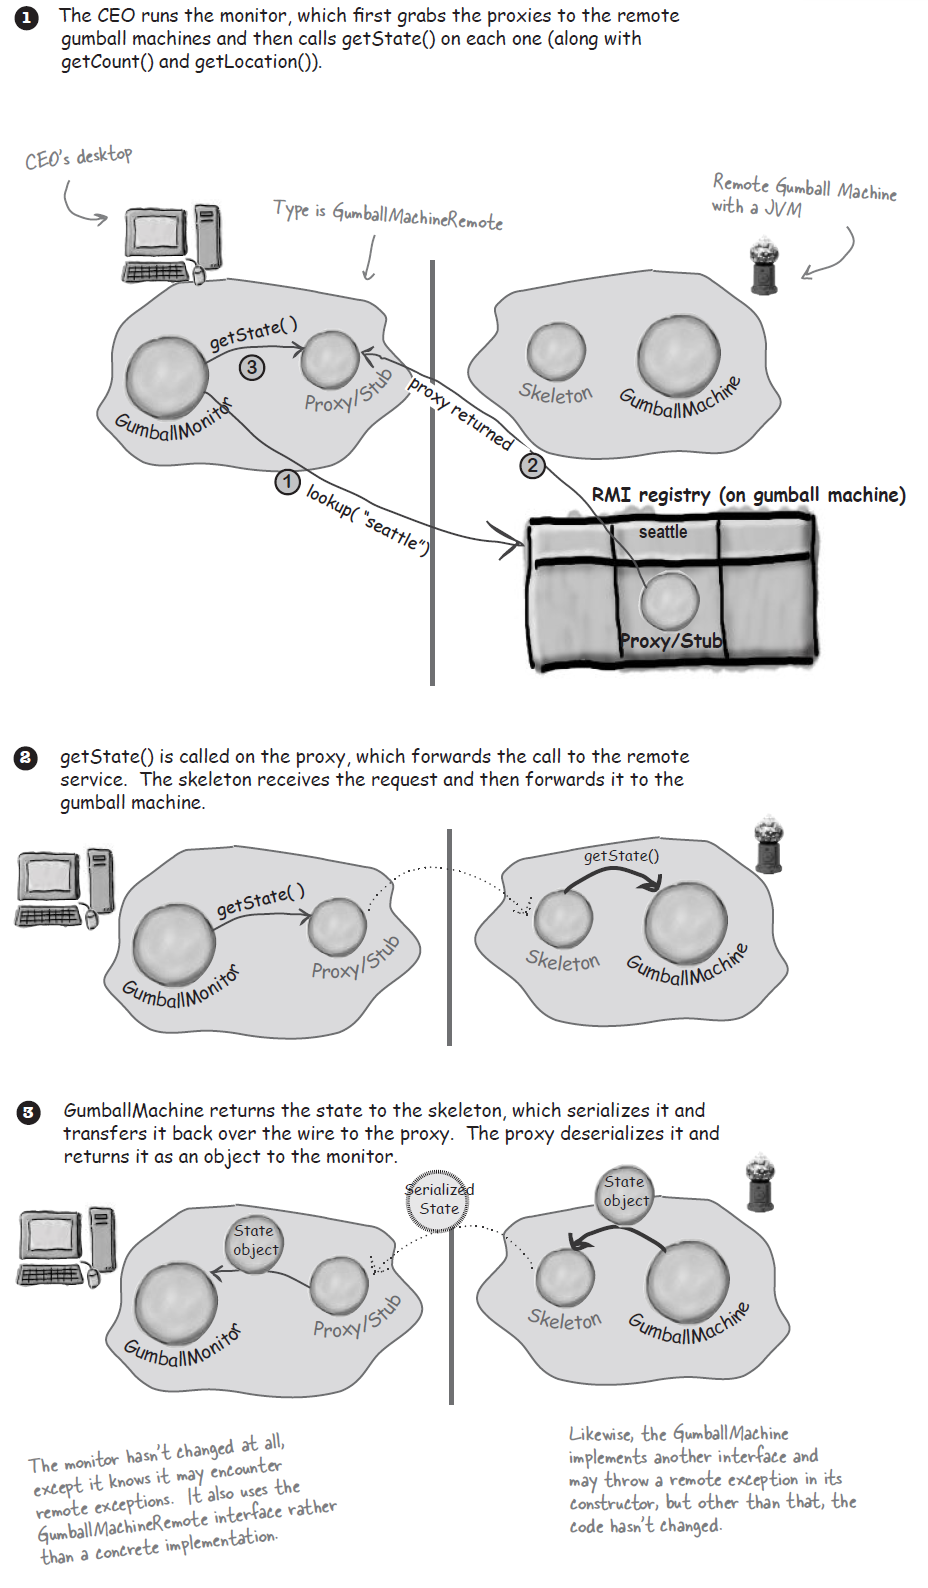 1 The CEO runs the monitor, which first grabs the proxies to the remote
gumball machines and then calls getState() on each one (along with
getCount() and getLocation()).
CEO's desktop
Type is GumballMachineRemote
Remote Gumball Machine
with a JVM
getState( )
3
Proxy/Stub
GumballMonitor
proxy returned
2
1
lookup( "seattle")
Skeleton
GumballMachine
RMI registry (on gumball machine)
seattle
Proxy/Stub
2 getState() is called on the proxy, which forwards the call to the remote
service. The skeleton receives the request and then forwards it to the
gumball machine.
getState( )
Proxy/Stub
GumballMonitor
getState()
Skeleton
GumballMachine
3 GumballMachine returns the state to the skeleton, which serializes it and
transfers it back over the wire to the proxy. The proxy deserializes it and
returns it as an object to the monitor.
State
object
Proxy/Stub
GumballMonitor
Serialized
State
State
object
Skeleton
GumballMachine
The monitor hasn't changed at all,
except it knows it may encounter
remote exceptions. It also uses the
GumballMachineRemote interface rather
than a concrete implementation.
Likewise, the GumballMachine
implements another interface and
may throw a remote exception in its
constructor, but other than that, the
code hasn't changed.